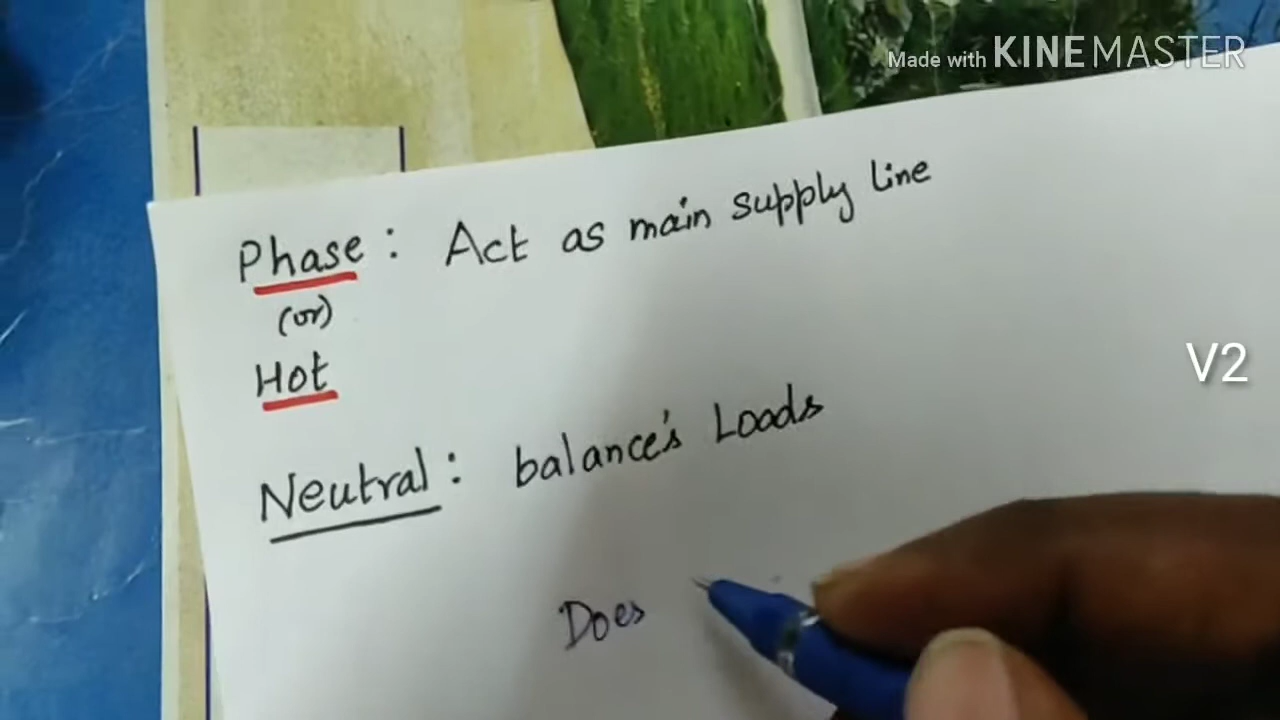 Made with KINEMASTER
Phase : Act as main supply line
(or)
Hot
V2
Neutral : balance's Loads
Does